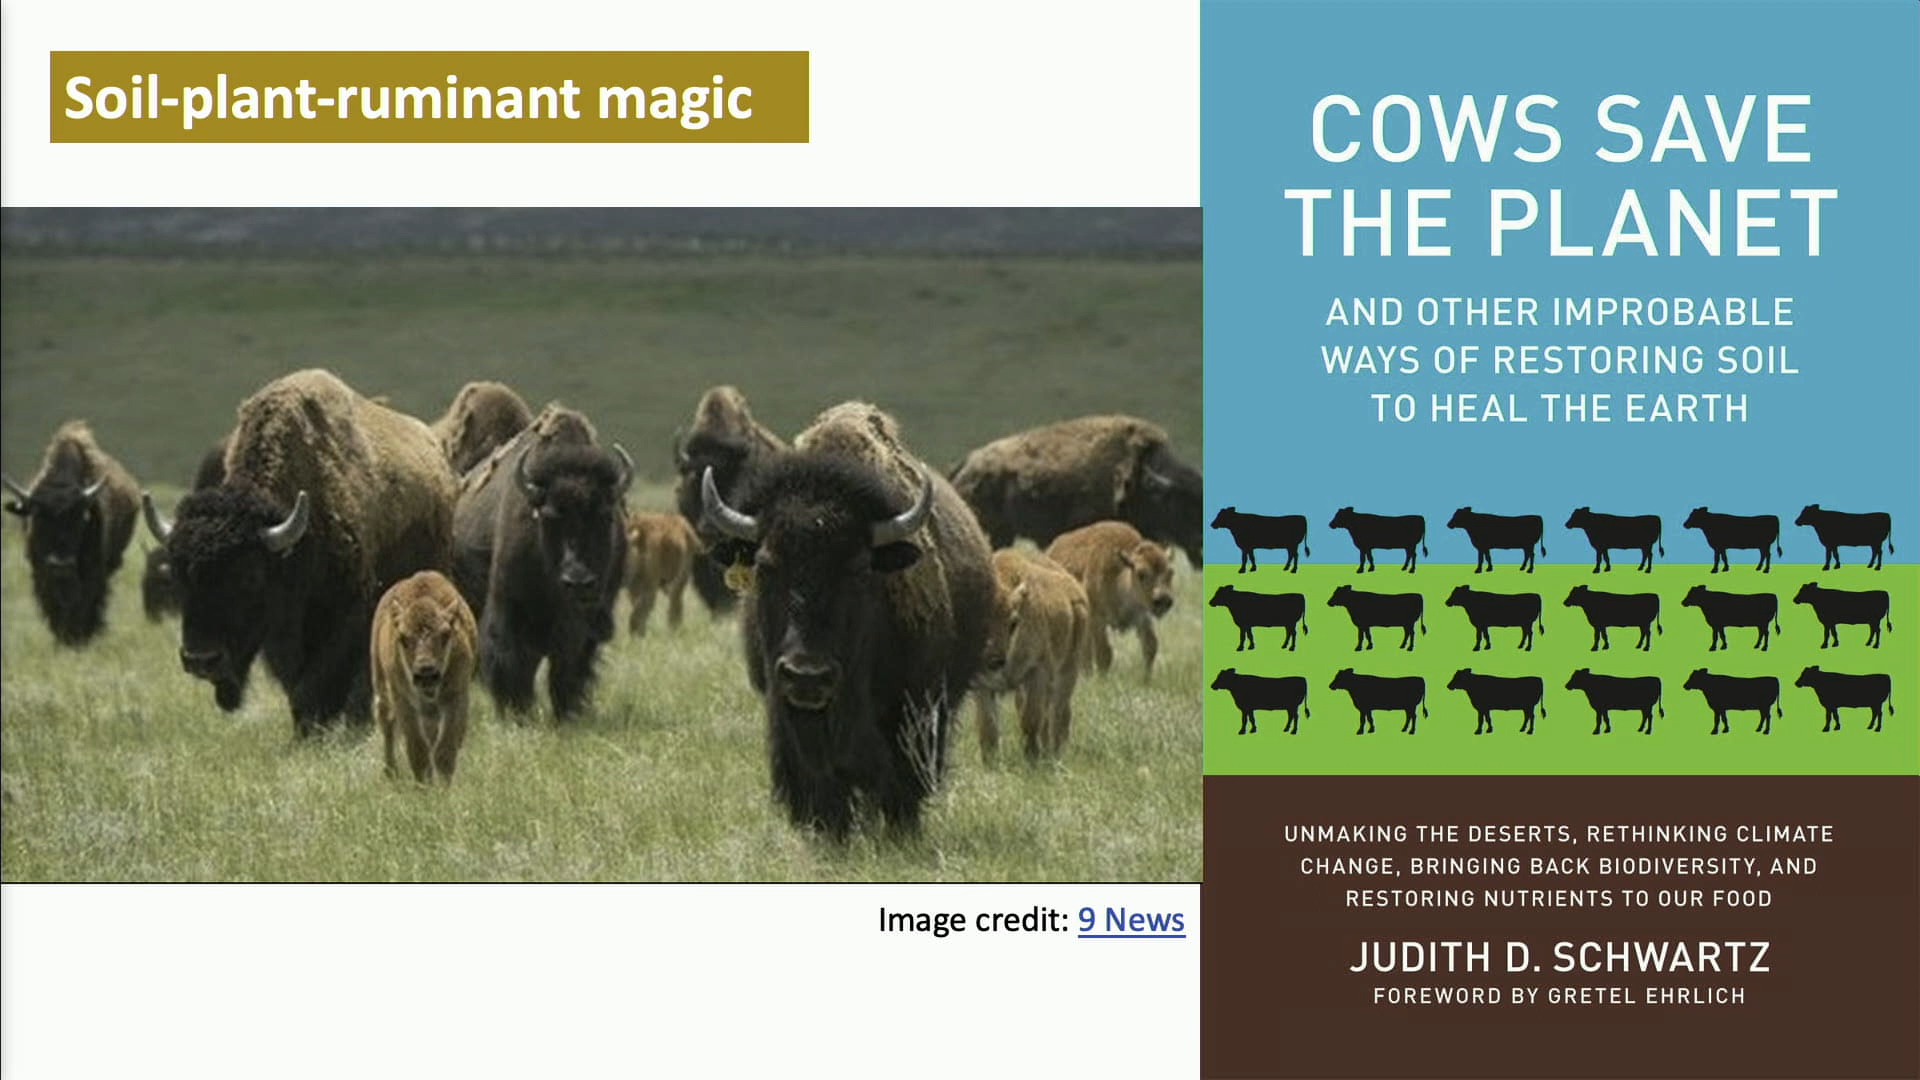 Soil-plant-ruminant magic
COWS SAVE
THE PLANET
AND OTHER IMPROBABLE
WAYS OF RESTORING SOIL
TO HEAL THE EARTH
UNMAKING THE DESERTS, RETHINKING CLIMATE
CHANGE, BRINGING BACK BIODIVERSITY, AND
RESTORING NUTRIENTS TO OUR FOOD
JUDITH D. SCHWARTZ
FOREWORD BY GRETEL EHRLICH
Image credit: 9 News